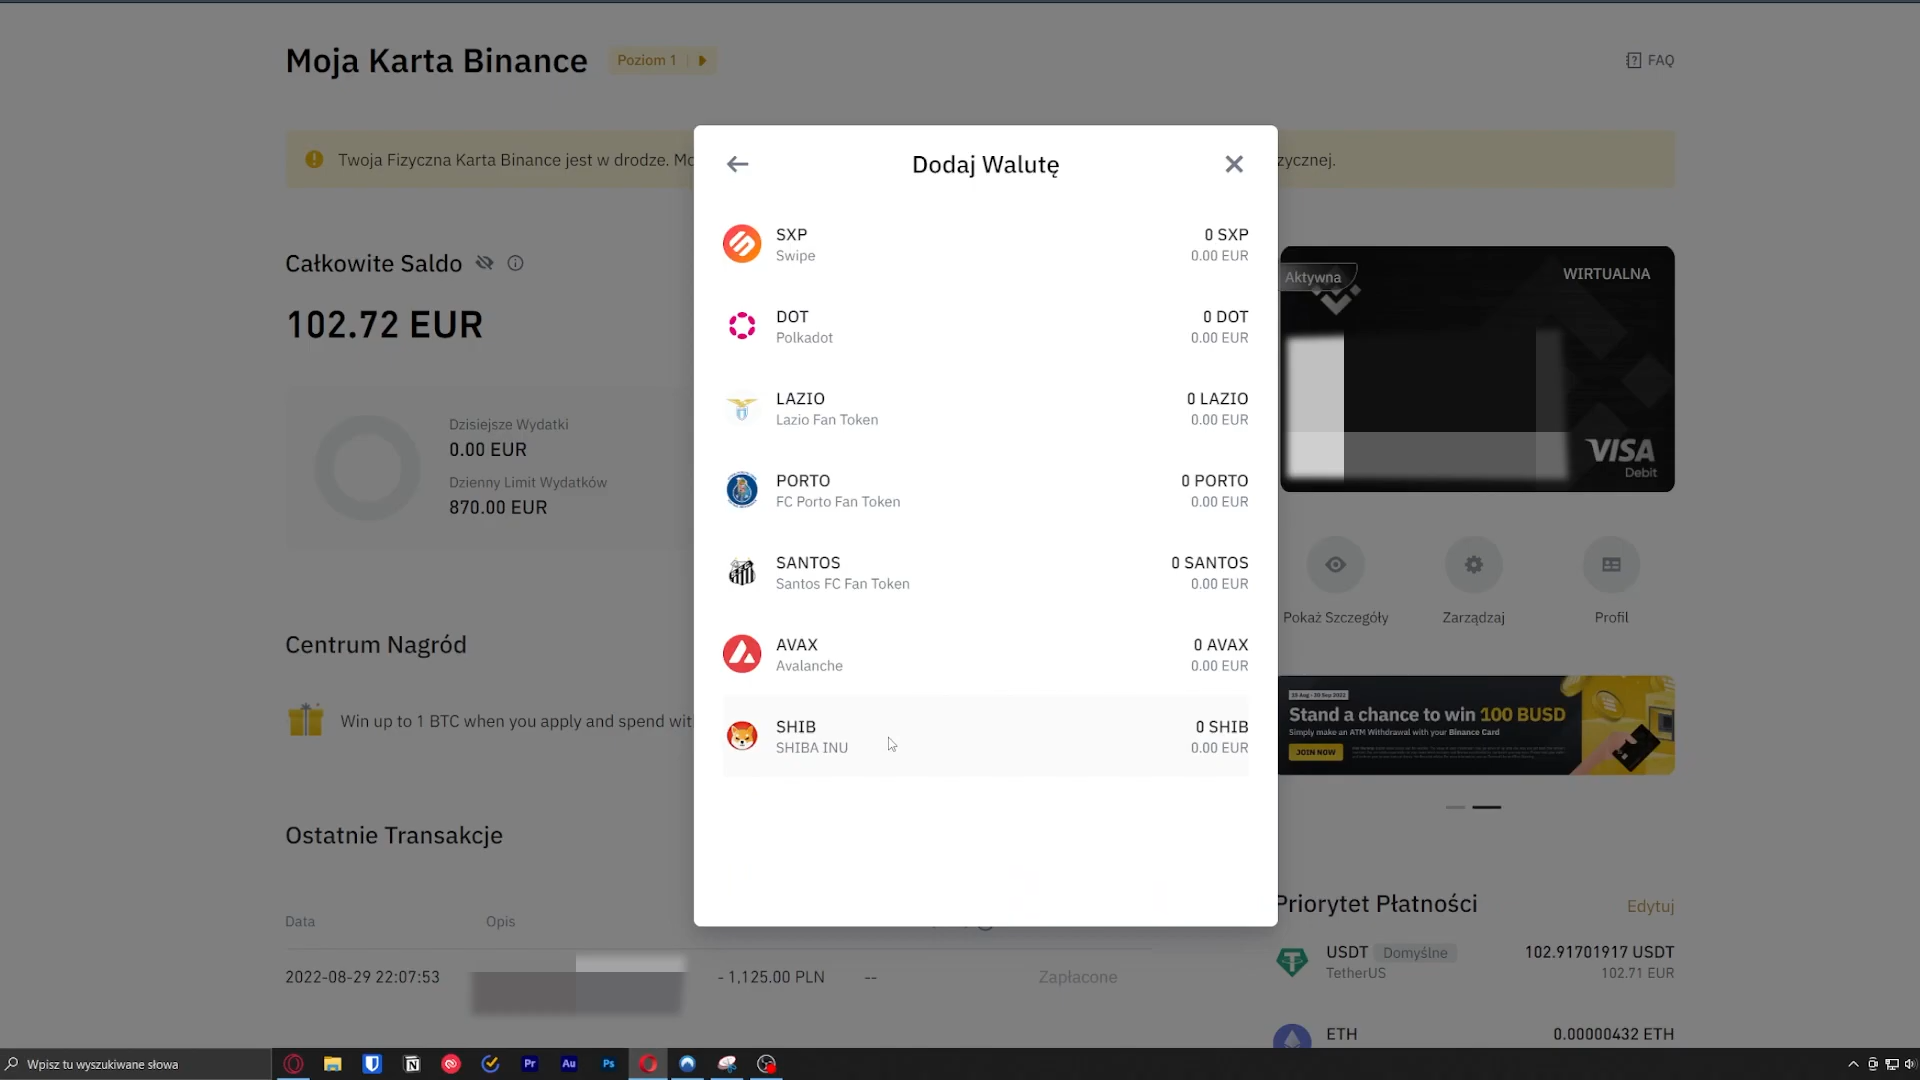 Moja Karta Binance
Poziom 1
FAQ
Twoja Fizyczna Karta Binance jest w drodze.
zycznej.
Całkowite Saldo
102.72 EUR
Dzisiejsze Wydatki
0.00 EUR
Dzienny Limit Wydatków
870.00 EUR
Centrum Nagród
Win up to 1 BTC when you apply and spend
Ostatnie Transakcje
Data
Opis
2022-08-29 22:07:53
- 1,125.00 PLN
--
Zapłacone
Dodaj Walutę
SXP
0 SXP
Swipe
0.00 EUR
DOT
0 DOT
Polkadot
0.00 EUR
LAZIO
0 LAZIO
Lazio Fan Token
0.00 EUR
PORTO
0 PORTO
FC Porto Fan Token
0.00 EUR
SANTOS
0 SANTOS
Santos FC Fan Token
0.00 EUR
AVAX
0 AVAX
Avalanche
0.00 EUR
SHIB
0 SHIB
SHIBA INU
0.00 EUR
Aktywna
WIRTUALNA
VISA
Debit
Pokaż Szczegóły
Zarządzaj
Profil
Stand a chance to win 100 BUSD
Simply make an ATM Withdrawal with your Binance Card
JOIN NOW
Priorytet Płatności
Edytuj
USDT Domyślne
102.91701917 USDT
TetherUS
102.71 EUR
ETH
0.00000432 ETH
Wpisz tu wyszukiwane słowa
Pr
Au
Ps